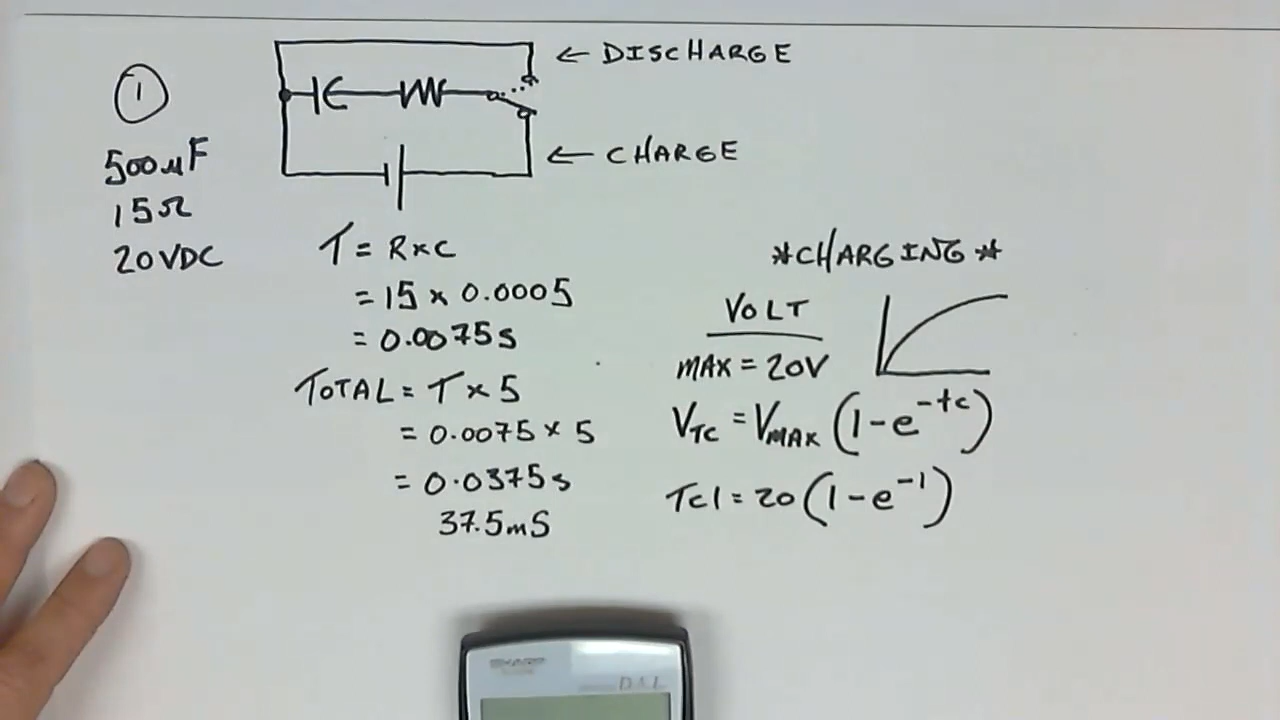 1
500μF
15Ω
20VDC
← DISCHARGE
← CHARGE
T = R×C
= 15 × 0.0005
= 0.0075s
TOTAL = T × 5
= 0.0075 × 5
= 0.0375s
37.5mS
*CHARGING*
VOLT
MAX = 20V
VTC = VMAX (1-e^-tc)
TC1 = 20 (1-e^-1)
SHARP
D.A.L.